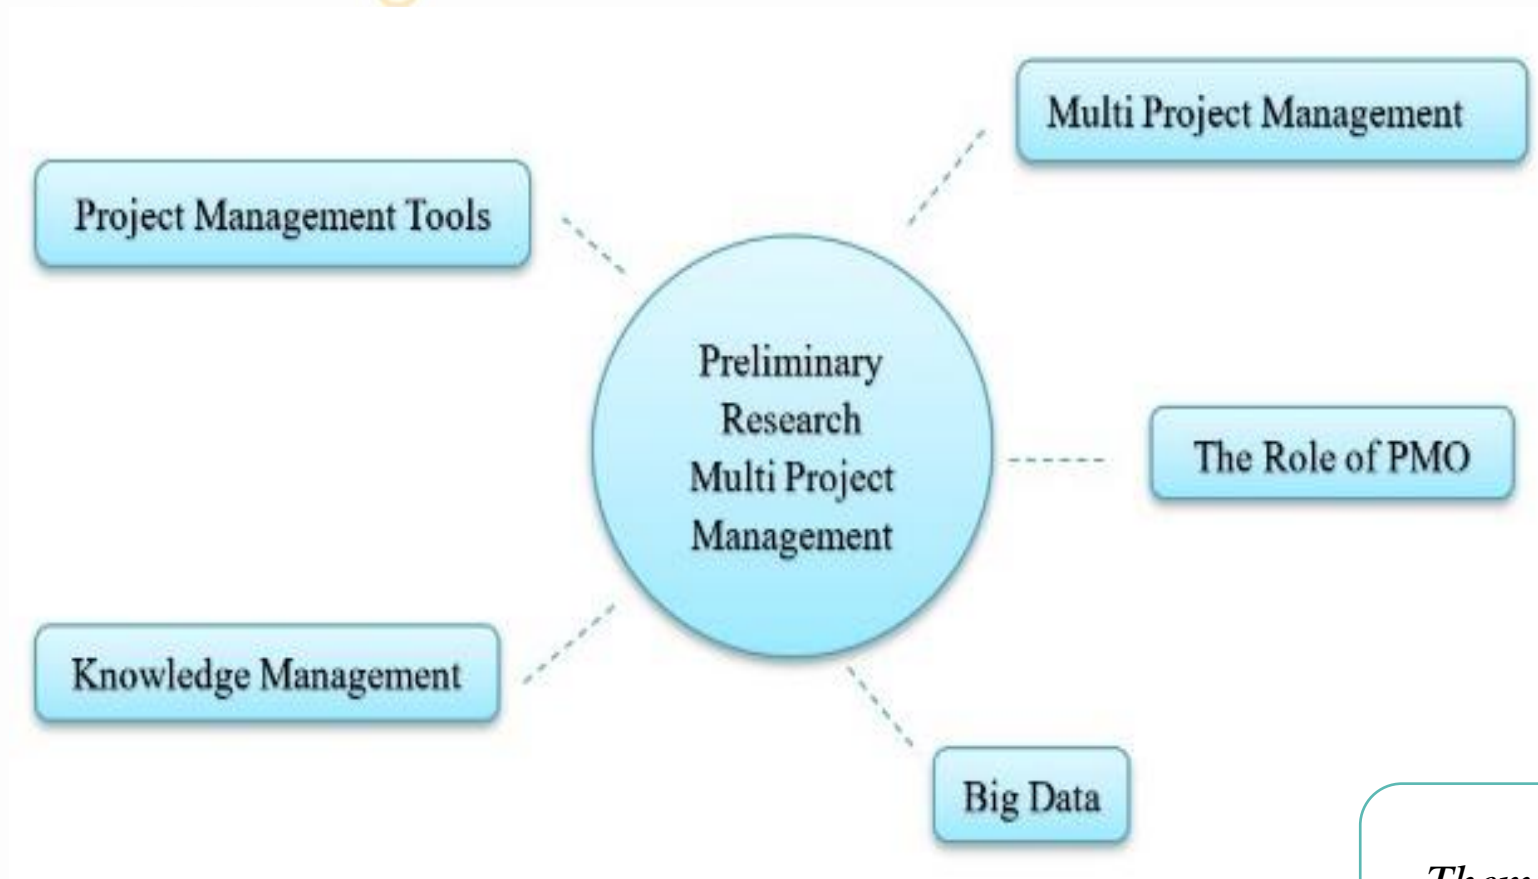 Multi Project Management
Project Management Tools
Preliminary
Research
Multi Project
Management
The Role of PMO
Knowledge Management
Big Data